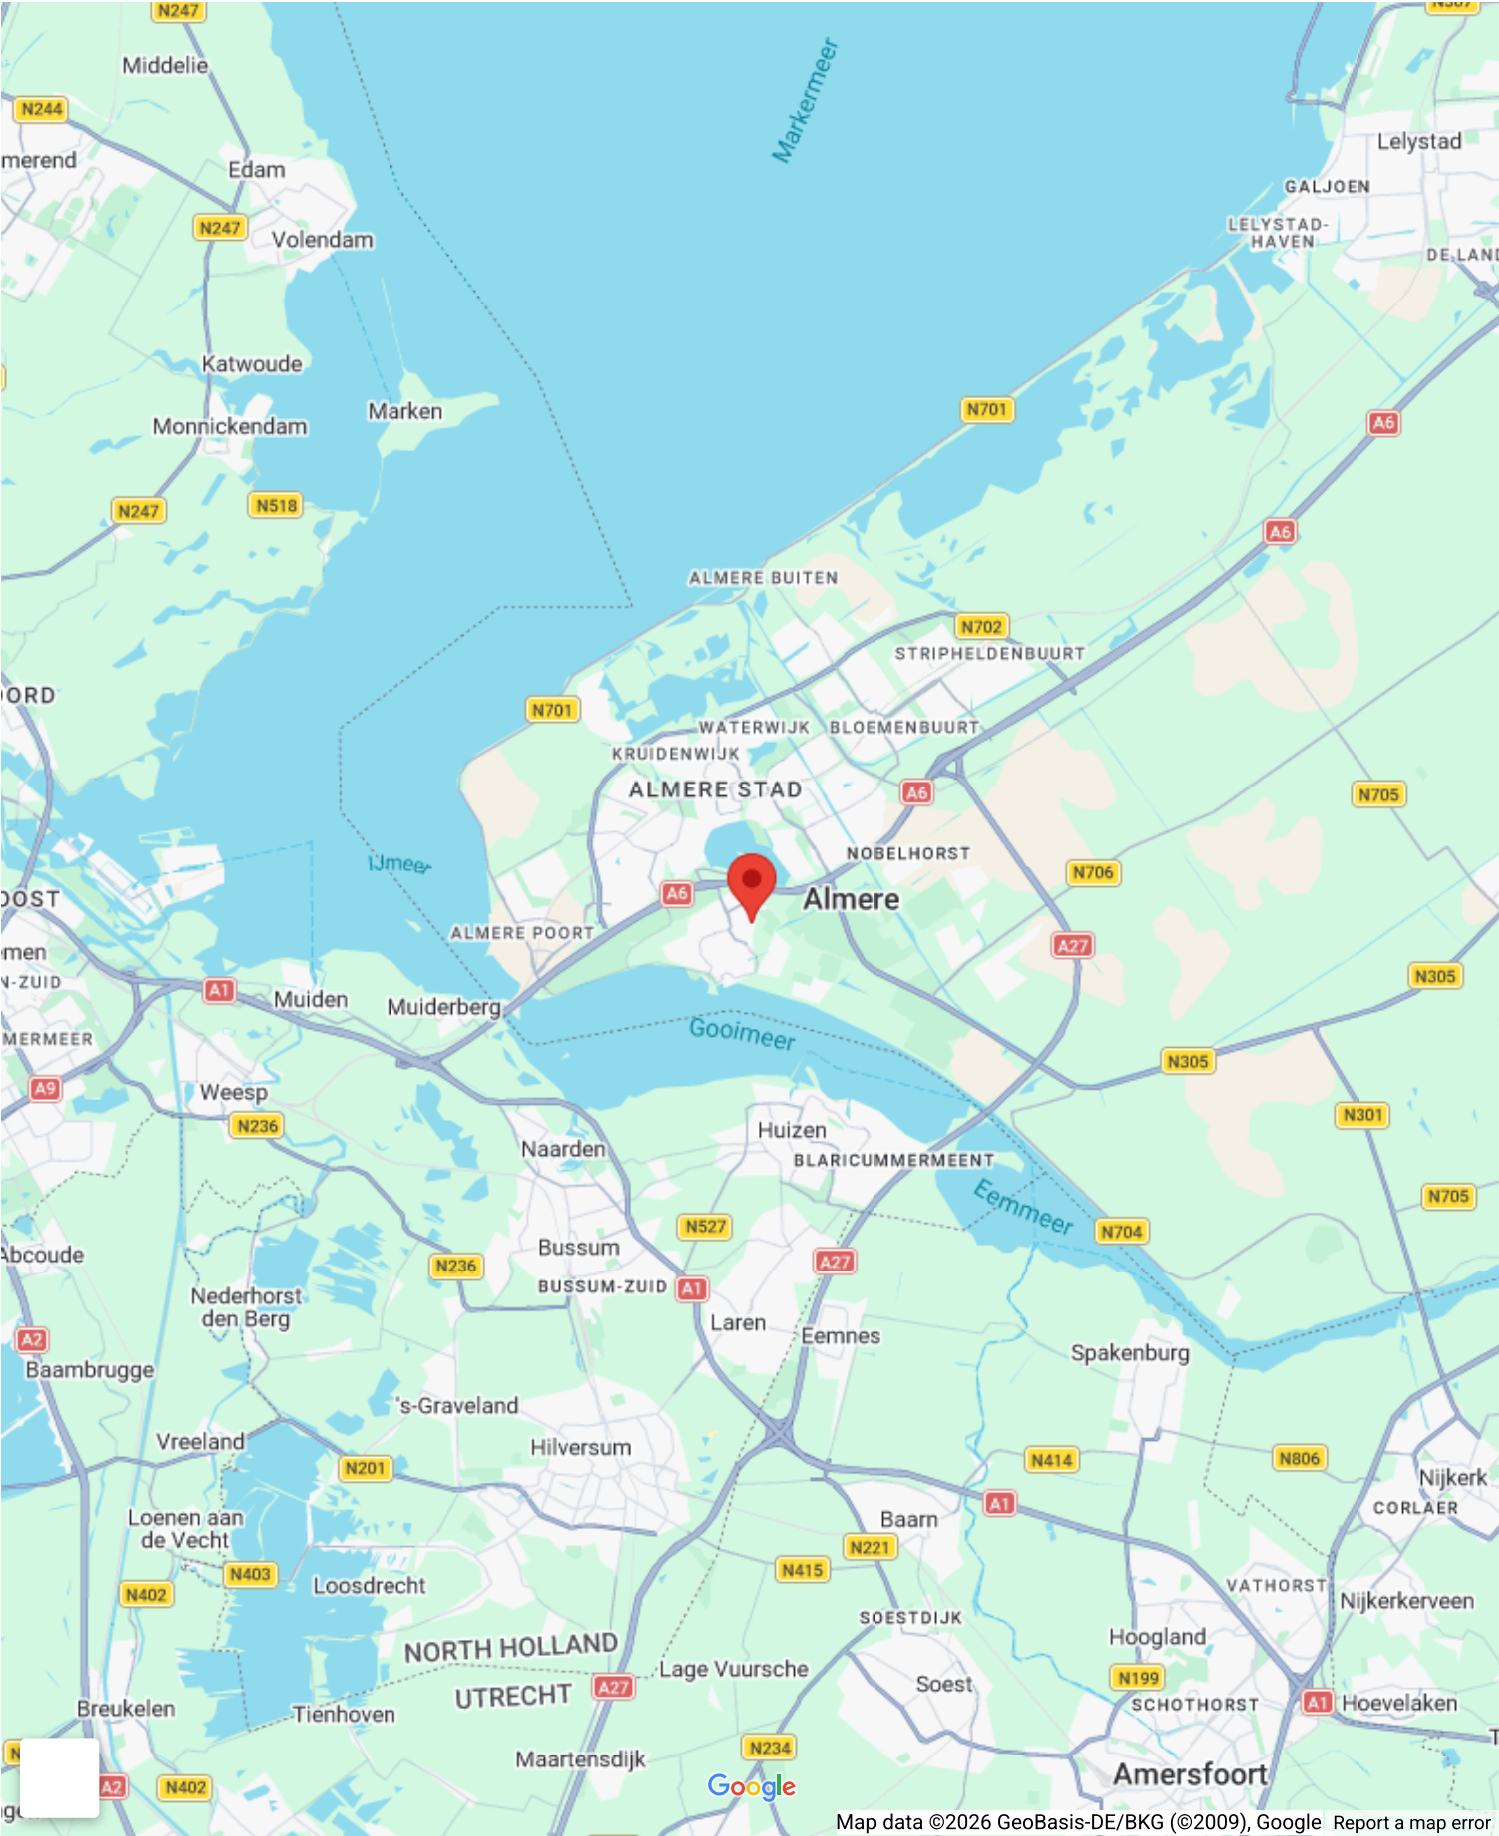 N247
N307
Middelie
Markermeer
N244
Lelystad
merend
Edam
GALJOEN
N247
LELYSTAD-
HAVEN
Volendam
DE LAND
Katwoude
Marken
N701
A6
Monnickendam
N518
N247
A6
ALMERE BUITEN
N702
STRIPHELDENBUURT
OORD
N701
WATERWIJK
BLOEMENBUURT
KRUIDENWIJK
ALMERE STAD
A6
N705
NOBELHORST
IJmeer
N706
A6
Almere
OOST
ALMERE POORT
A27
emen
N-ZUID
N305
A1
Muiden
Muiderberg
Gooimeer
MERMEER
N305
A9
Weesp
N301
N236
Huizen
Naarden
BLARICUMMERMEENT
N705
Eemmeer
N527
N704
Abcoude
Bussum
A27
N236
BUSSUM-ZUID
A1
Nederhorst
den Berg
Laren
Eemnes
A2
Spakenburg
Baambrugge
's-Graveland
Vreeland
Hilversum
N414
N806
N201
Nijkerk
A1
CORLAER
Loenen aan
de Vecht
Baarn
N221
N415
N403
N402
Loosdrecht
VATHORST
Nijkerkerveen
SOESTDIJK
Hoogland
NORTH HOLLAND
Lage Vuursche
N199
Soest
UTRECHT
A27
SCHOTHORST
A1
Hoevelaken
Breukelen
Tienhoven
N234
Maartensdijk
Amersfoort
A2
N402
Google
Map data ©2026 GeoBasis-DE/BKG (©2009), Google
Report a map error